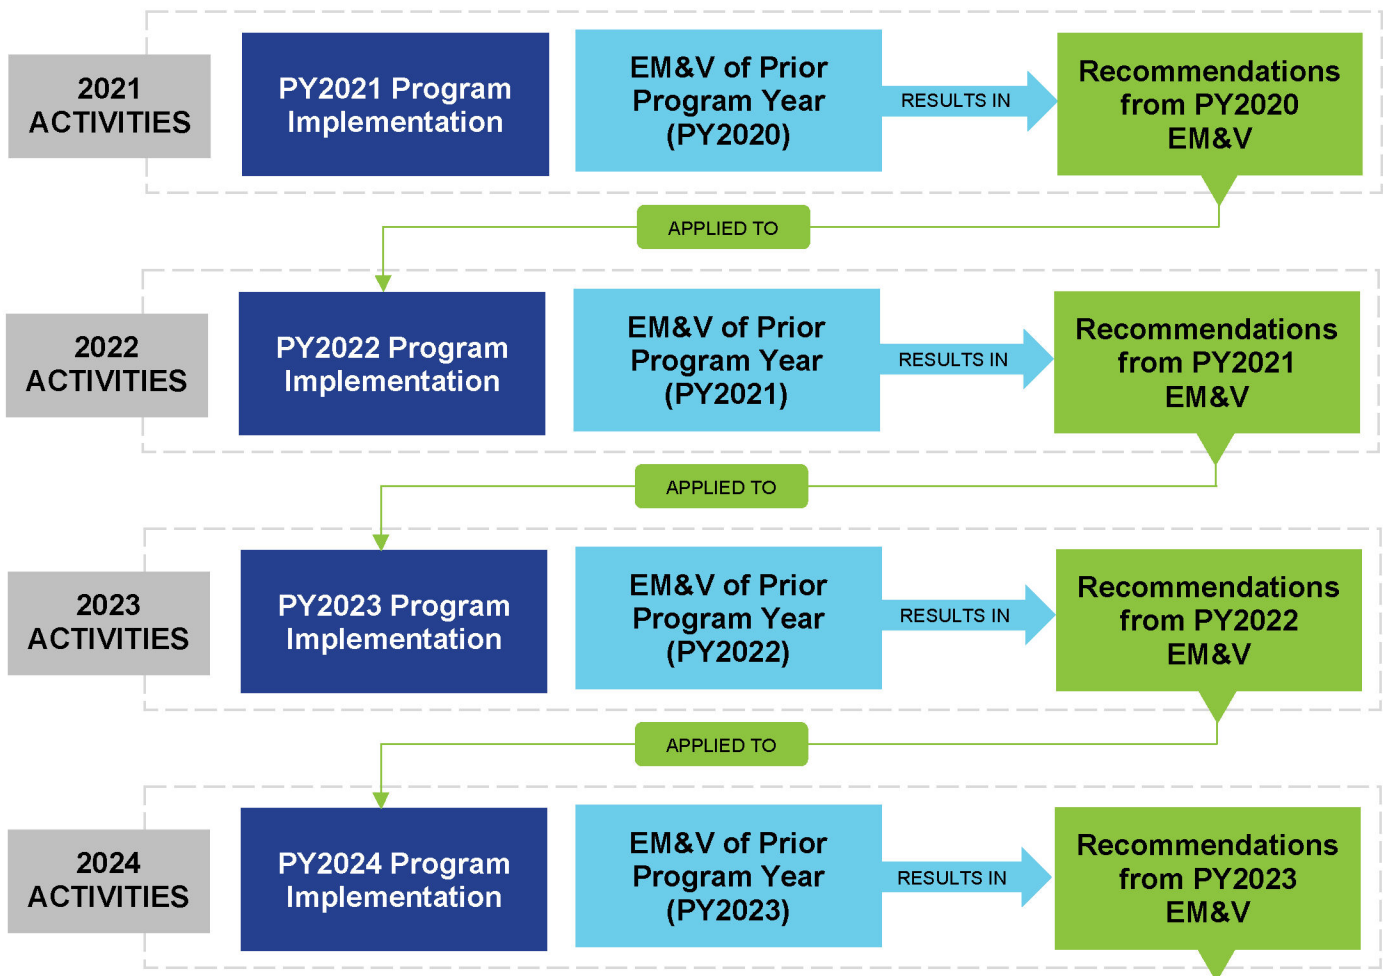 2021
ACTIVITIES
PY2021 Program
Implementation
EM&V of Prior
Program Year
(PY2020)
RESULTS IN
Recommendations
from PY2020
EM&V
APPLIED TO
2022
ACTIVITIES
PY2022 Program
Implementation
EM&V of Prior
Program Year
(PY2021)
RESULTS IN
Recommendations
from PY2021
EM&V
APPLIED TO
2023
ACTIVITIES
PY2023 Program
Implementation
EM&V of Prior
Program Year
(PY2022)
RESULTS IN
Recommendations
from PY2022
EM&V
APPLIED TO
2024
ACTIVITIES
PY2024 Program
Implementation
EM&V of Prior
Program Year
(PY2023)
RESULTS IN
Recommendations
from PY2023
EM&V